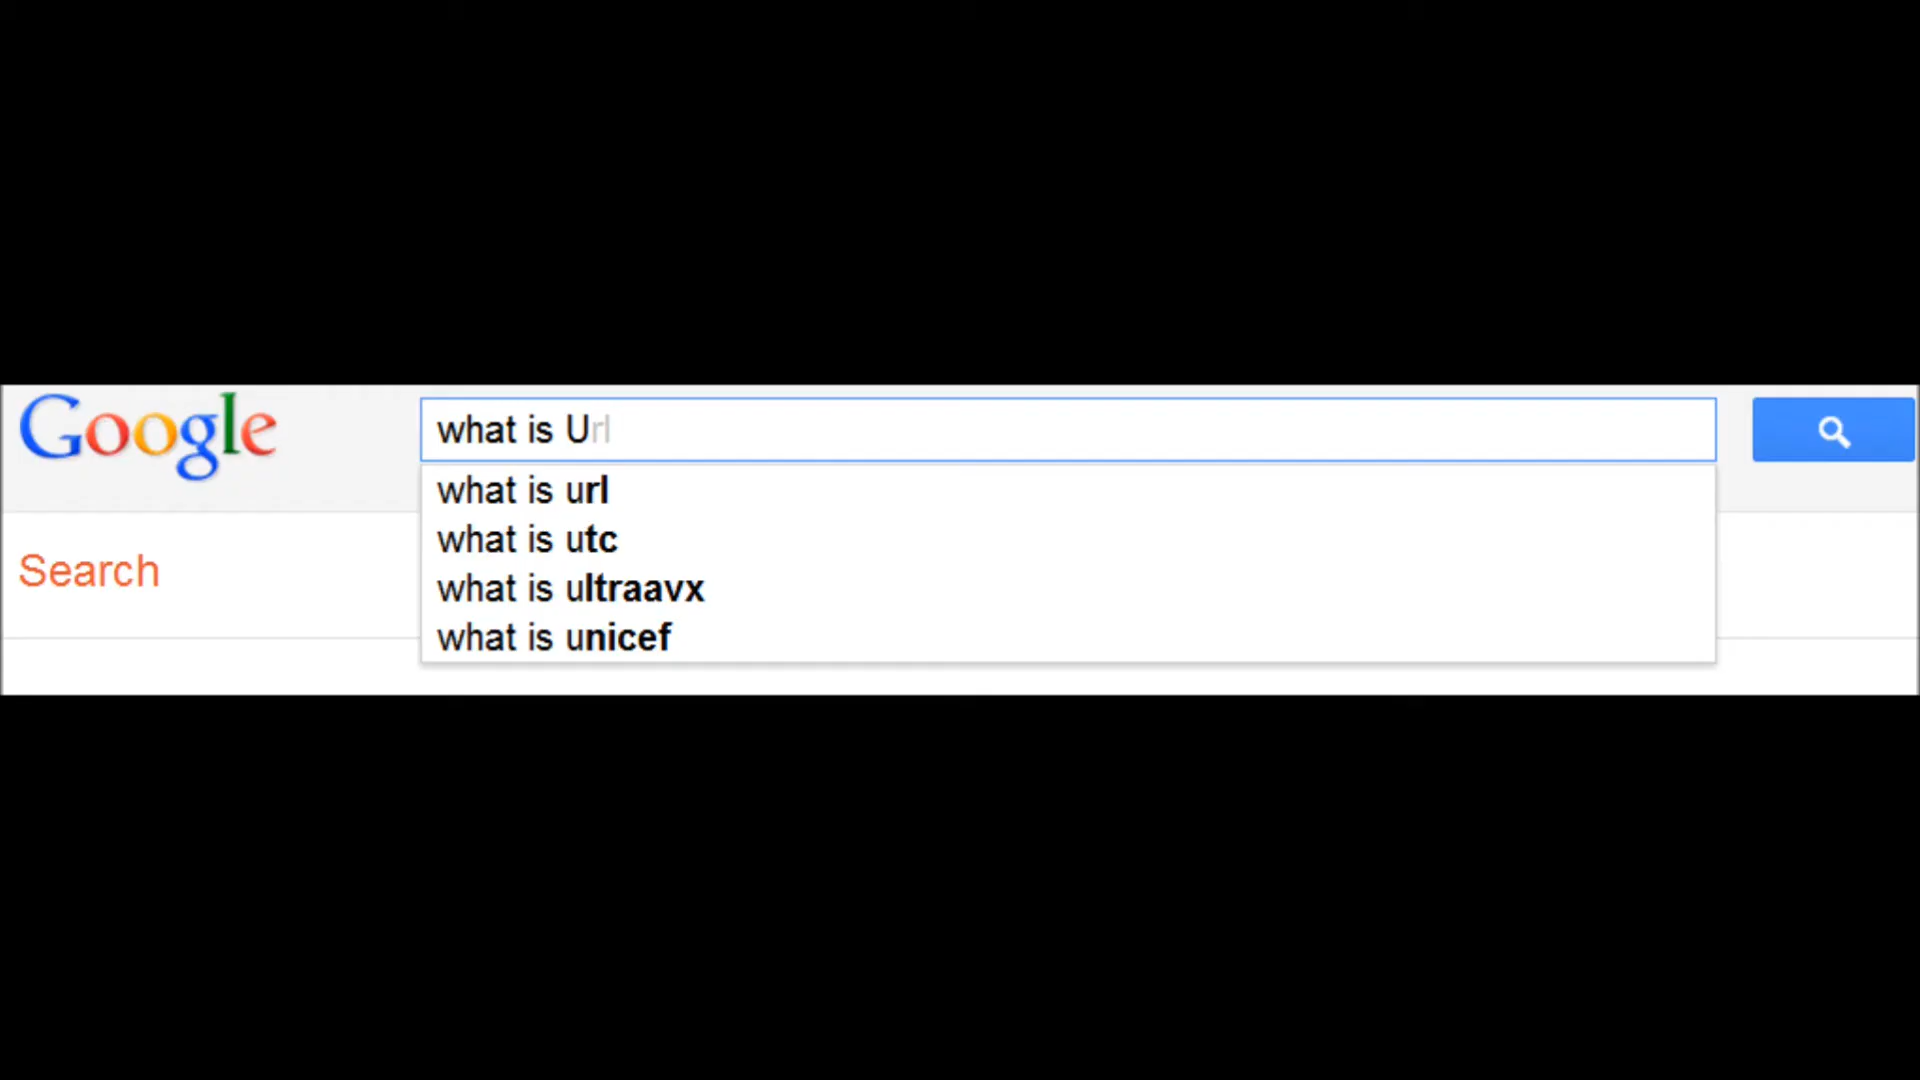 Google
what is Url
what is url
what is utc
what is ultraavx
what is unicef
Search